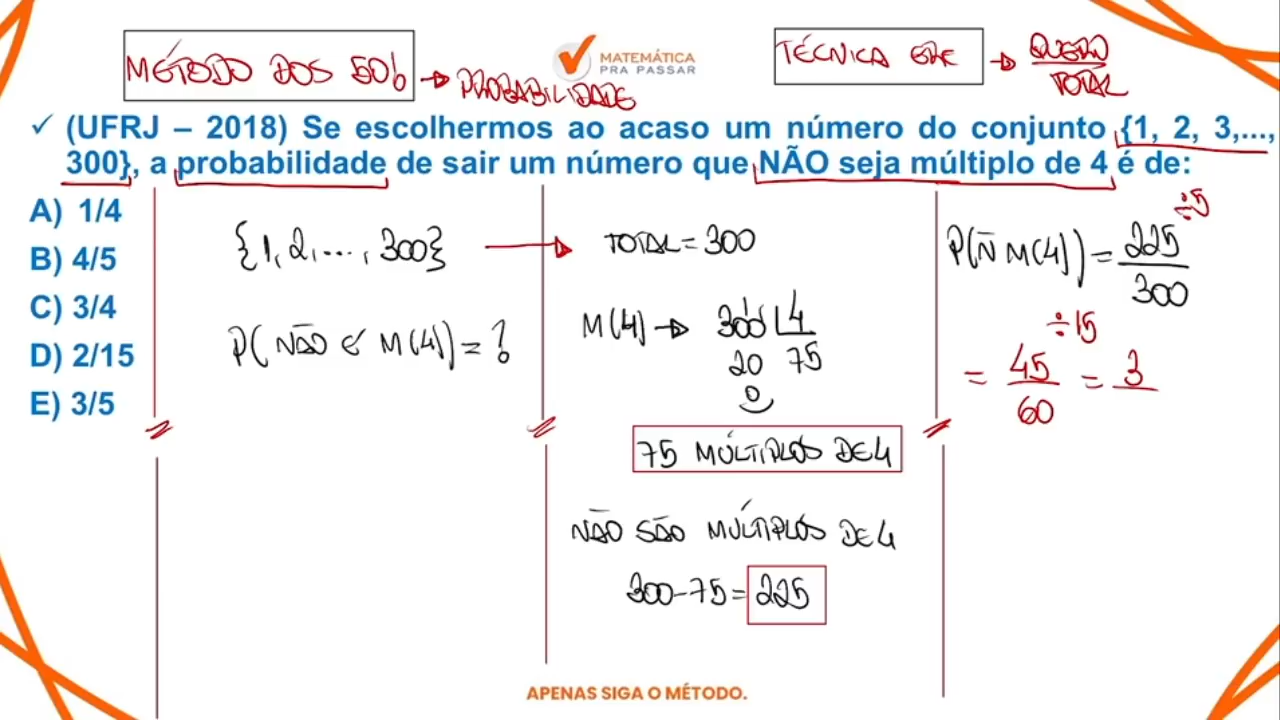 MÉTODO DOS 50% → PROBABILIDADE
MATEMÁTICA
PRA PASSAR
TÉCNICA → QUERO
TOTAL
✓ (UFRJ – 2018) Se escolhermos ao acaso um número do conjunto {1, 2, 3,...,
300}, a probabilidade de sair um número que NÃO seja múltiplo de 4 é de:
A) 1/4
B) 4/5
C) 3/4
D) 2/15
E) 3/5
{1, 2, ..., 300} →
P(NÃO É M(4)) = ?
TOTAL = 300
M(4) → 300 4
20 75
0
75 MÚLTIPLOS DE 4
NÃO SÃO MÚLTIPLOS DE 4
300 - 75 = 225
÷5
P(Ñ M(4)) = 225
300
÷15
= 45 = 3
60
APENAS SIGA O MÉTODO.